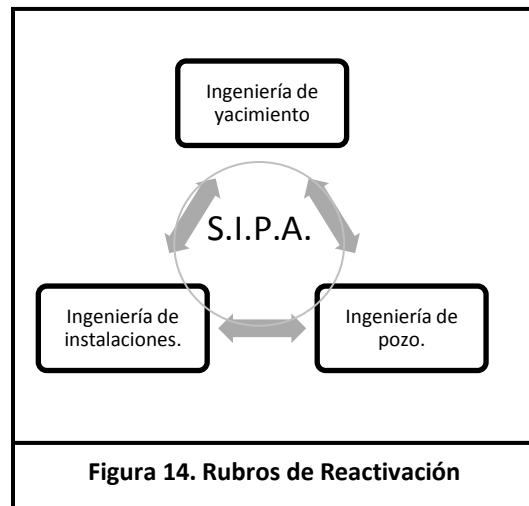 Ingeniería de
yacimiento
S.I.P.A.
Ingeniería de
instalaciones.
Ingeniería de
pozo.
Figura 14. Rubros de Reactivación